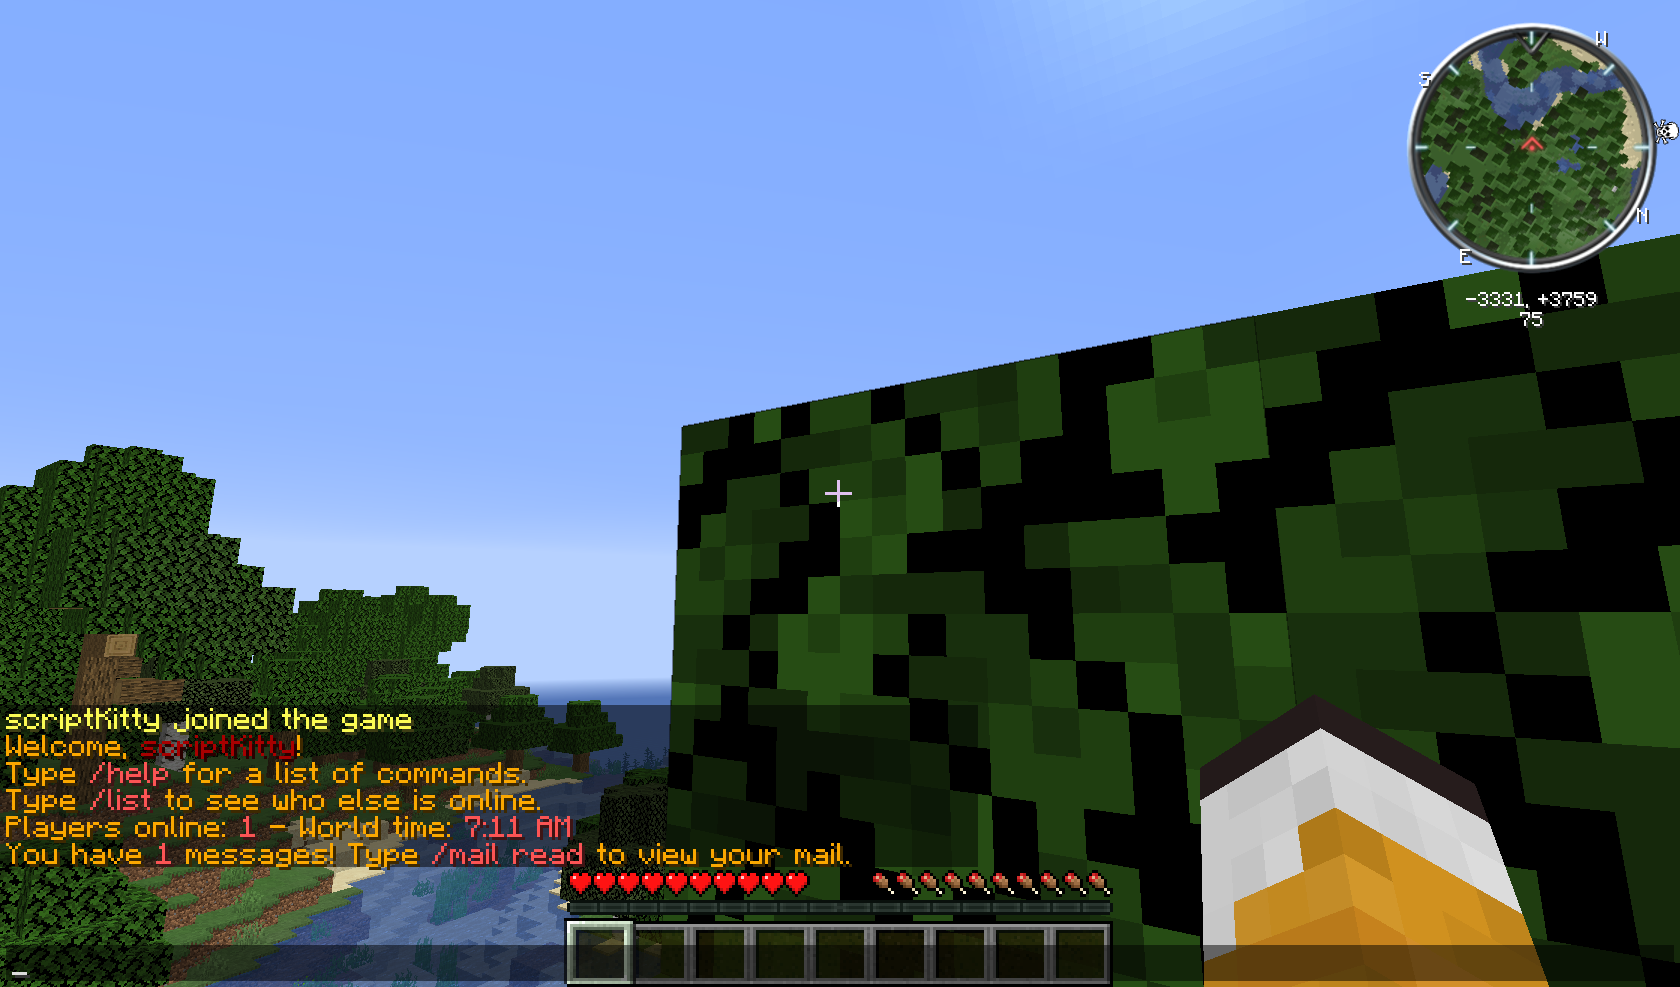 W
S
N
E
-3331, +3759
75
scriptKitty joined the game
Welcome, scriptKitty!
Type /help for a list of commands.
Type /list to see who else is online.
Players online: 1 - World time: 7:11 AM
You have 1 messages! Type /mail read to view your mail.
_